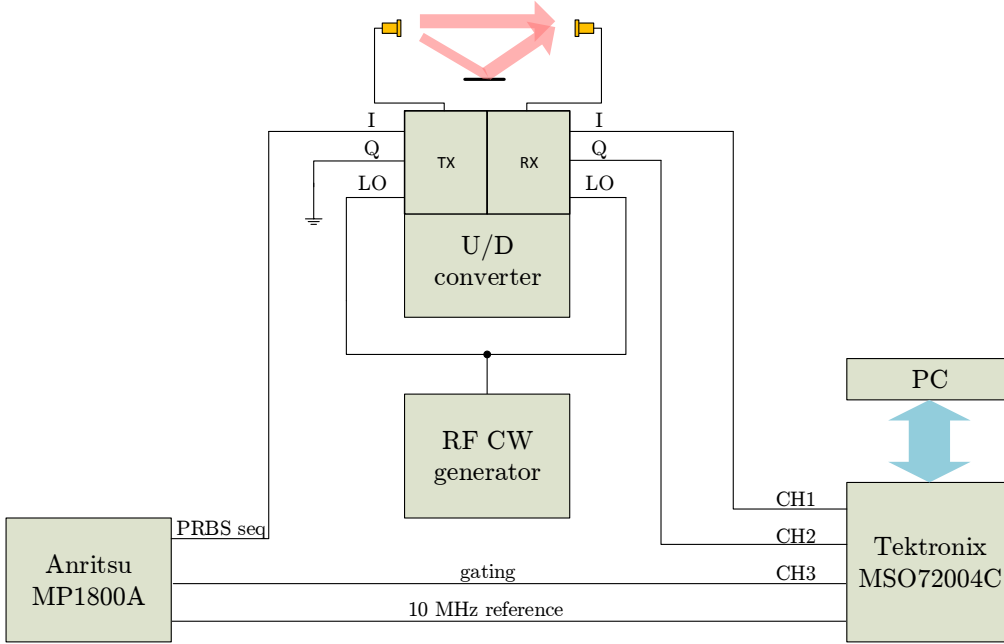 I
I
TX
RX
Q
Q
LO
LO
U/D
converter
PC
RF CW
generator
CH1
PRBS seq
CH2
Anritsu
MP1800A
Tektronix
MSO72004C
gating
CH3
10 MHz reference